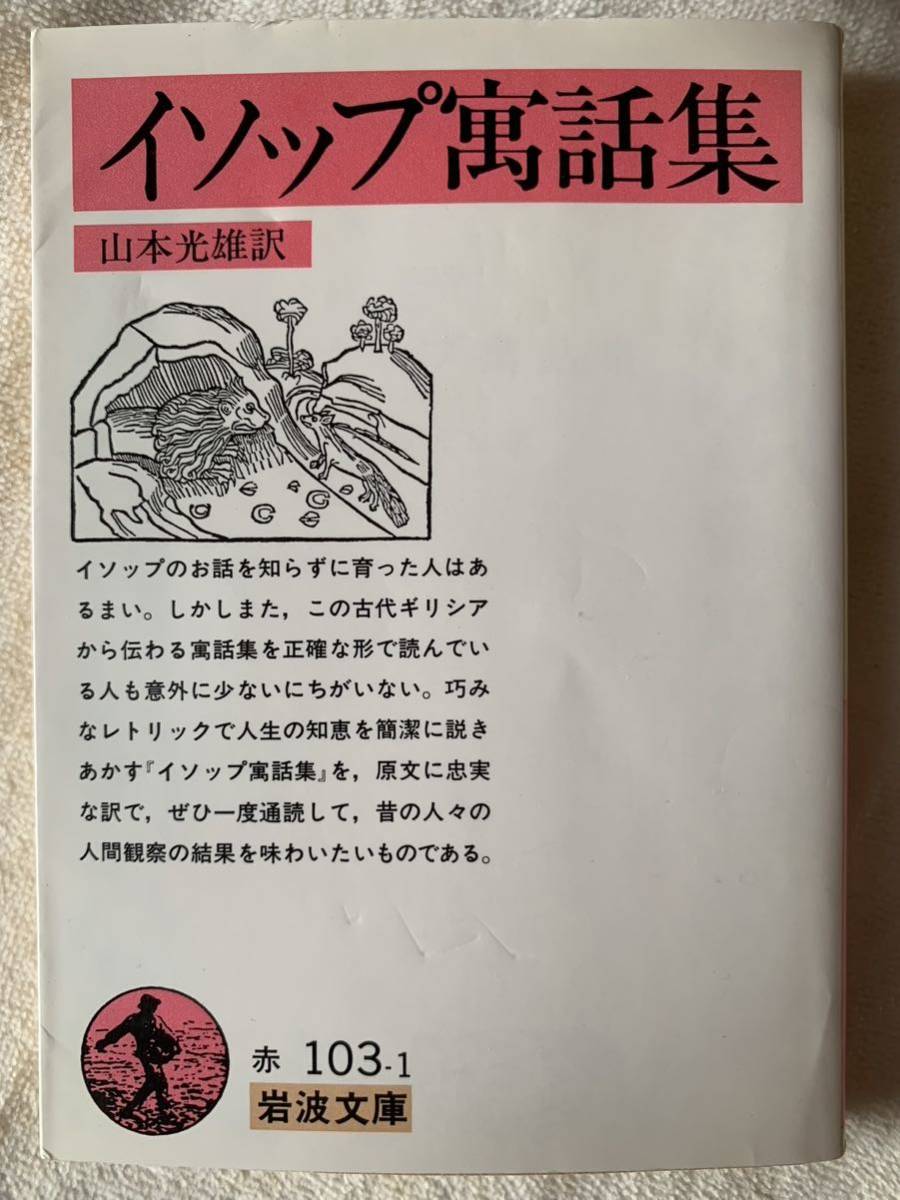 イソップ寓話集
山本光雄訳
イソップのお話を知らずに育った人はあ
るまい。しかしまた，この古代ギリシア
から伝わる寓話集を正確な形で読んでい
る人も意外に少ないにちがいない。巧み
なレトリックで人生の知恵を簡潔に説き
あかす『イソップ寓話集』を，原文に忠実
な訳で，ぜひ一度通読して，昔の人々の
人間観察の結果を味わいたいものである。
赤 103-1
岩波文庫